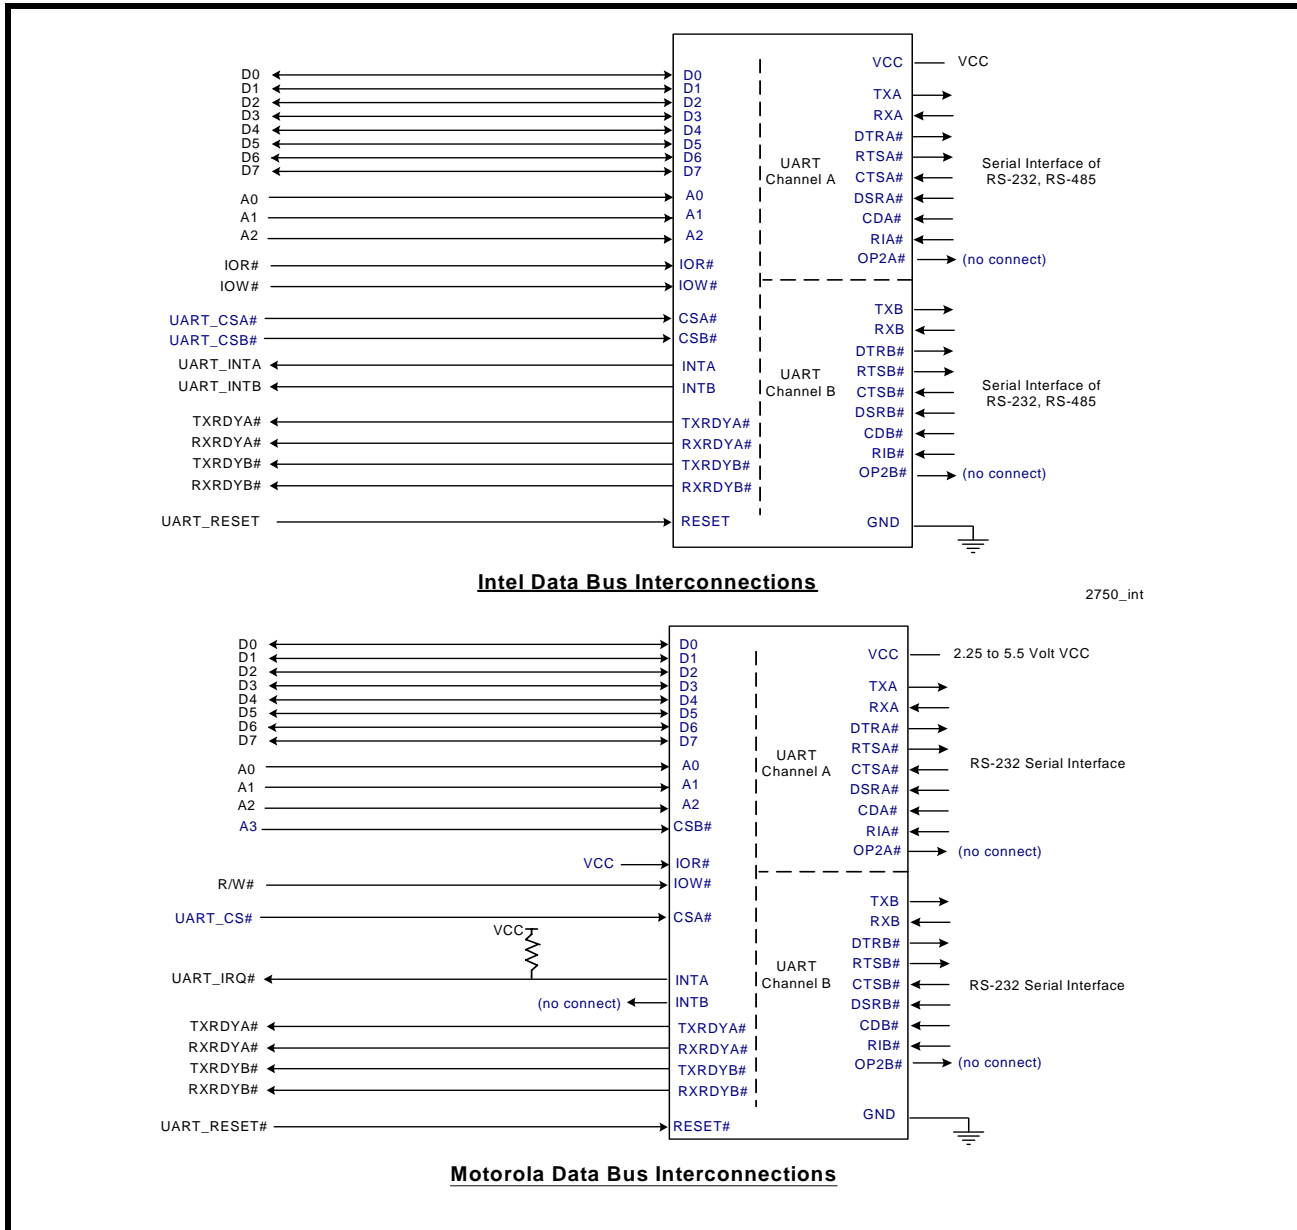 VCC VCC
D0 D0
D1 D1
D2 D2
D3 D3
D4 D4
D5 D5
D6 D6
D7 D7
TXA
RXA
DTRA#
RTSA#
CTSA#
DSRA#
CDA#
RIA#
OP2A# (no connect)
UART
Channel A
Serial Interface of
RS-232, RS-485
A0 A0
A1 A1
A2 A2
IOR# IOR#
IOW# IOW#
UART_CSA# CSA#
UART_CSB# CSB#
UART_INTA INTA
UART_INTB INTB
TXRDYA# TXRDYA#
RXRDYA# RXRDYA#
TXRDYB# TXRDYB#
RXRDYB# RXRDYB#
UART_RESET RESET
TXB
RXB
DTRB#
RTSB#
CTSB#
DSRB#
CDB#
RIB#
OP2B# (no connect)
UART
Channel B
Serial Interface of
RS-232, RS-485
GND
Intel Data Bus Interconnections
2750_int
D0 D0
D1 D1
D2 D2
D3 D3
D4 D4
D5 D5
D6 D6
D7 D7
VCC 2.25 to 5.5 Volt VCC
TXA
RXA
DTRA#
RTSA#
CTSA#
DSRA#
CDA#
RIA#
OP2A# (no connect)
UART
Channel A
RS-232 Serial Interface
A0 A0
A1 A1
A2 A2
A3 CSB#
VCC IOR#
R/W# IOW#
UART_CS# CSA#
VCC
UART_IRQ# INTA
(no connect) INTB
TXRDYA# TXRDYA#
RXRDYA# RXRDYA#
TXRDYB# TXRDYB#
RXRDYB# RXRDYB#
UART_RESET# RESET#
TXB
RXB
DTRB#
RTSB#
CTSB#
DSRB#
CDB#
RIB#
OP2B# (no connect)
UART
Channel B
RS-232 Serial Interface
GND
Motorola Data Bus Interconnections